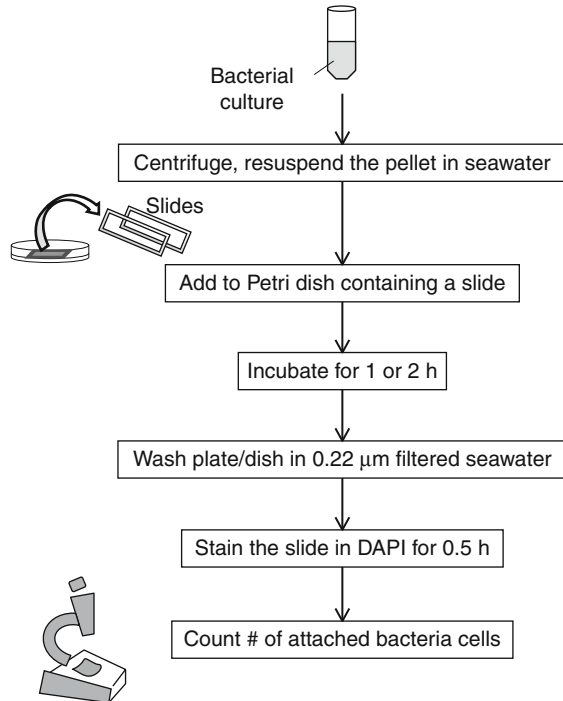 Bacterial
culture
Centrifuge, resuspend the pellet in seawater
Slides
Add to Petri dish containing a slide
Incubate for 1 or 2 h
Wash plate/dish in 0.22 μm filtered seawater
Stain the slide in DAPI for 0.5 h
Count # of attached bacteria cells